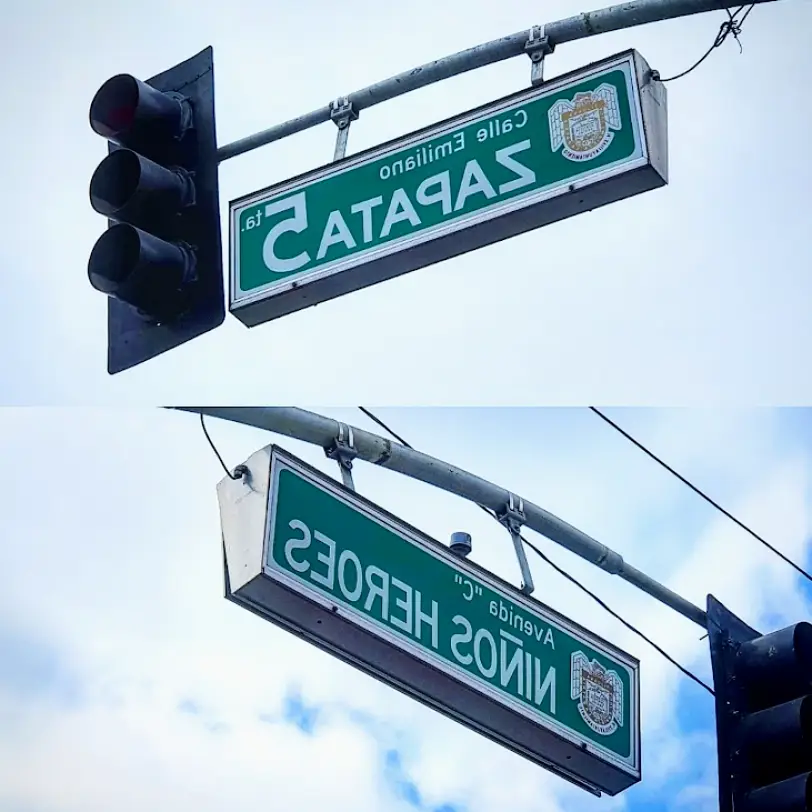 Calle Emiliano
ZAPATA 5ta.
Avenida "C"
NIÑOS HEROES